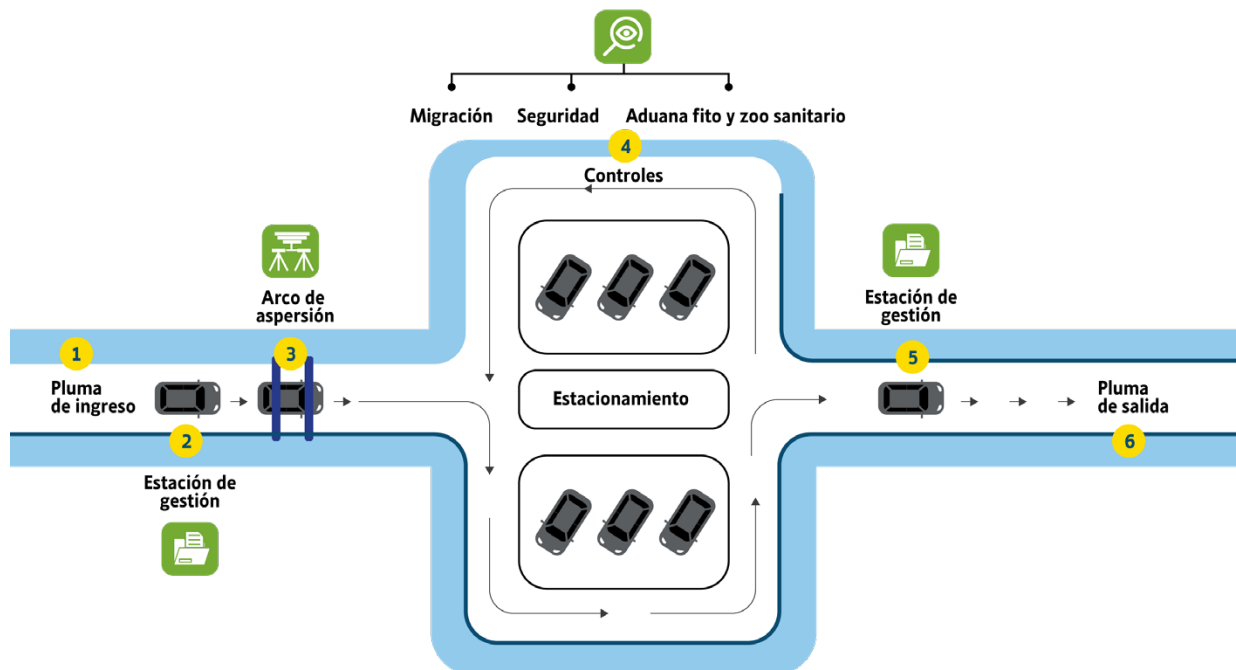 Migración
Seguridad
Aduana fito y zoo sanitario
4
Controles
Arco de
aspersión
3
1
Pluma
de ingreso
2
Estación de
gestión
Estacionamiento
Estación de
gestión
5
Pluma
de salida
6